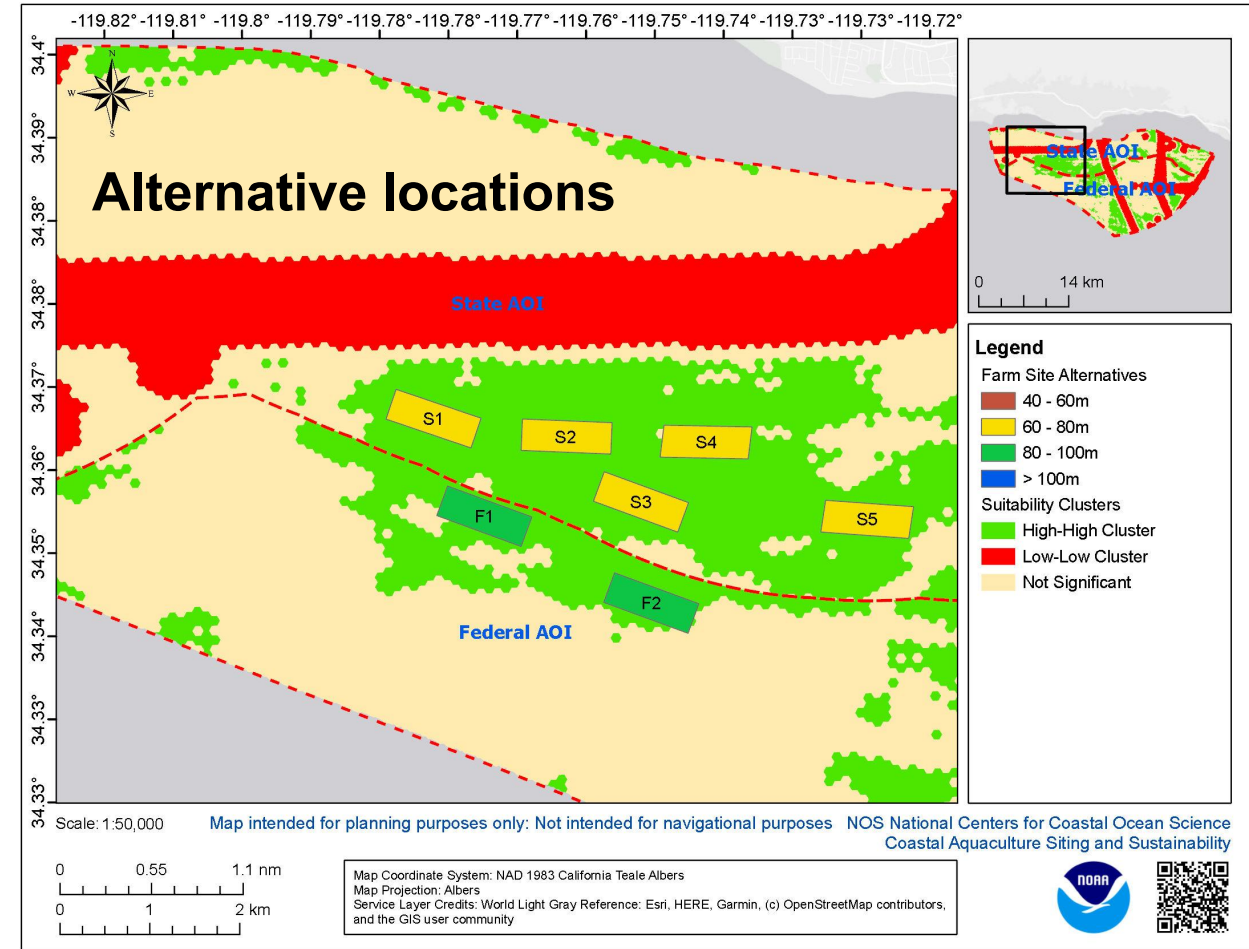 -119.82° -119.81° -119.8° -119.79° -119.78° -119.78° -119.77° -119.76° -119.75° -119.74° -119.73° -119.73° -119.72°
34.4°
34.39°
34.38°
34.38°
34.37°
34.36°
34.35°
34.34°
34.33°
34.33°
N
W
E
S
Alternative locations
State AOI
S1
S2
S4
S3
S5
F1
F2
Federal AOI
State AOI
Federal AOI
0 14 km
Legend
Farm Site Alternatives
40 - 60m
60 - 80m
80 - 100m
> 100m
Suitability Clusters
High-High Cluster
Low-Low Cluster
Not Significant
Scale: 1:50,000
Map intended for planning purposes only: Not intended for navigational purposes
NOS National Centers for Coastal Ocean Science
Coastal Aquaculture Siting and Sustainability
0 0.55 1.1 nm
0 1 2 km
Map Coordinate System: NAD 1983 California Teale Albers
Map Projection: Albers
Service Layer Credits: World Light Gray Reference: Esri, HERE, Garmin, (c) OpenStreetMap contributors,
and the GIS user community
NOAA